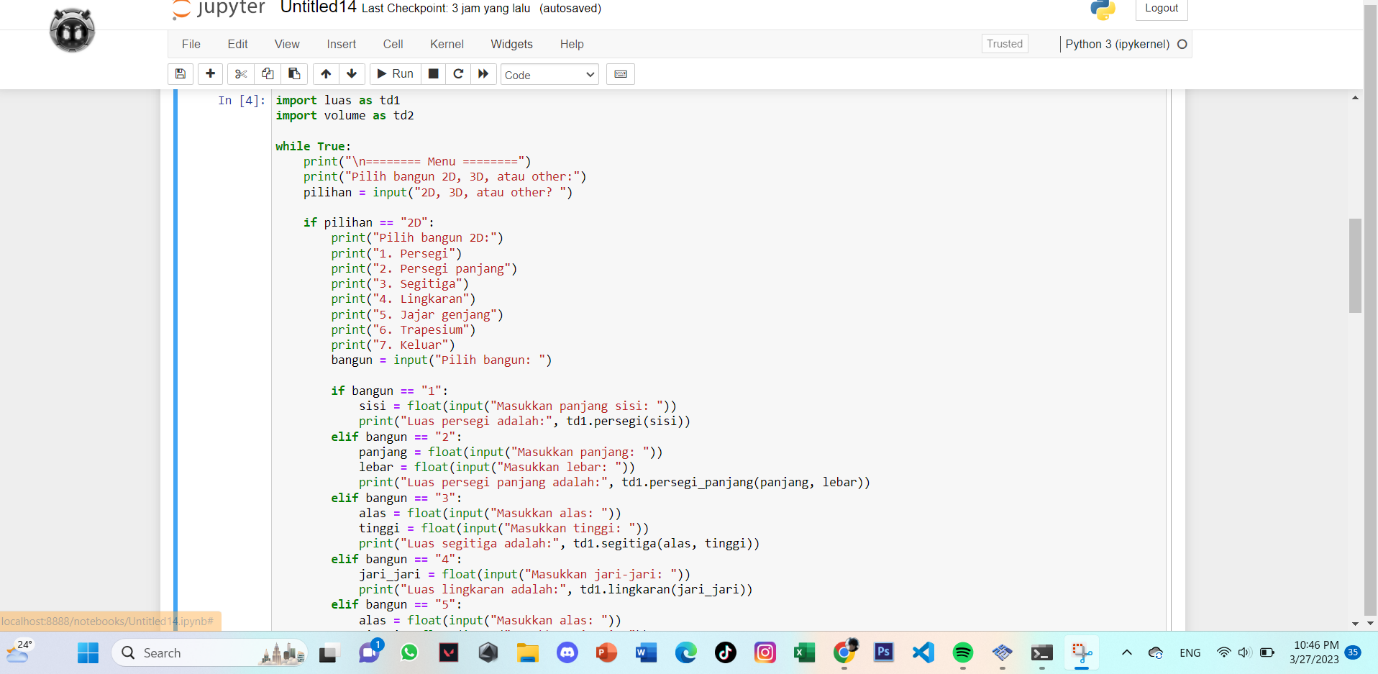 jupyter Untitled14 Last Checkpoint: 3 jam yang lalu (autosaved)
Logout
File Edit View Insert Cell Kernel Widgets Help
Trusted
Python 3 (ipykernel)
Run
Code
In [4]: import luas as td1
import volume as td2
while True:
print("\n======== Menu ========")
print("Pilih bangun 2D, 3D, atau other:")
pilihan = input("2D, 3D, atau other? ")
if pilihan == "2D":
print("Pilih bangun 2D:")
print("1. Persegi")
print("2. Persegi panjang")
print("3. Segitiga")
print("4. Lingkaran")
print("5. Jajar genjang")
print("6. Trapesium")
print("7. Keluar")
bangun = input("Pilih bangun: ")
if bangun == "1":
sisi = float(input("Masukkan panjang sisi: "))
print("Luas persegi adalah:", td1.persegi(sisi))
elif bangun == "2":
panjang = float(input("Masukkan panjang: "))
lebar = float(input("Masukkan lebar: "))
print("Luas persegi panjang adalah:", td1.persegi_panjang(panjang, lebar))
elif bangun == "3":
alas = float(input("Masukkan alas: "))
tinggi = float(input("Masukkan tinggi: "))
print("Luas segitiga adalah:", td1.segitiga(alas, tinggi))
elif bangun == "4":
jari_jari = float(input("Masukkan jari-jari: "))
print("Luas lingkaran adalah:", td1.lingkaran(jari_jari))
elif bangun == "5":
alas = float(input("Masukkan alas: "))
localhost:8888/notebooks/Untitled14.ipynb#
24°
Search
1
Ps
ENG
10:46 PM
3/27/2023
35